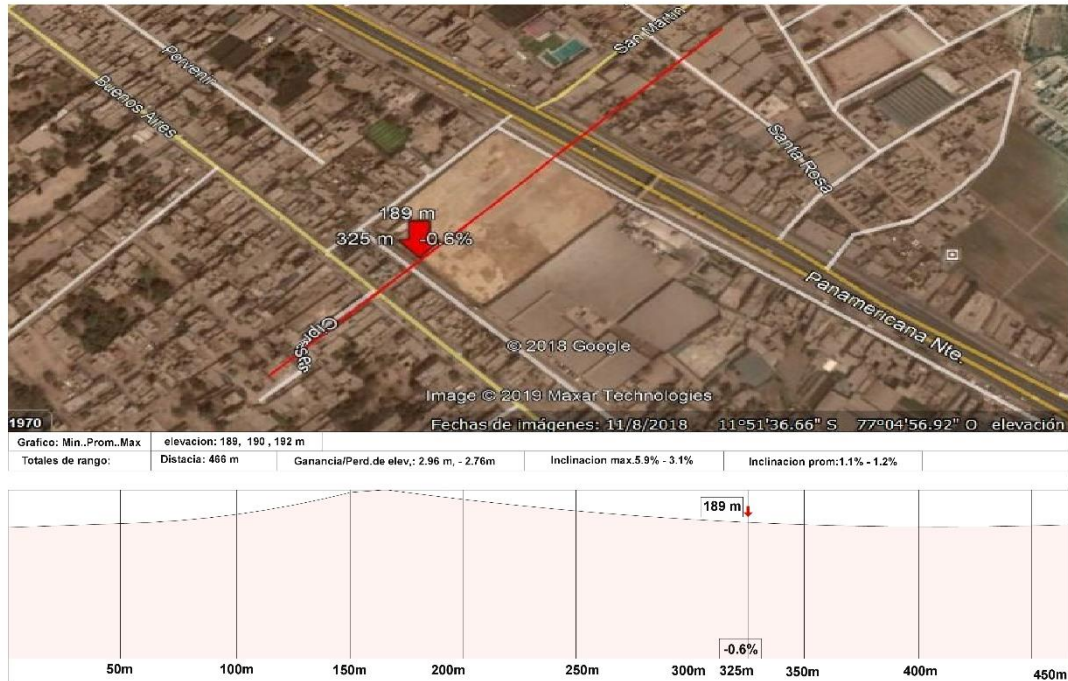 San Martin
Porvenir
Buenos Aires
Santa Rosa
189 m
325 m -0.6%
Panamericana Nte.
© 2018 Google
Image © 2019 Maxar Technologies
1970
Fechas de imágenes: 11/8/2018 11°51'36.66" S 77°04'56.92" O elevación
Grafico: Min..Prom..Max elevacion: 189, 190 , 192 m
Totales de rango: Distacia: 466 m Ganancia/Perd.de elev,: 2.96 m, - 2.76m Inclinacion max.5.9% - 3.1% Inclinacion prom:1.1% - 1.2%
189 m
-0.6%
50m 100m 150m 200m 250m 300m 325m 350m 400m 450m